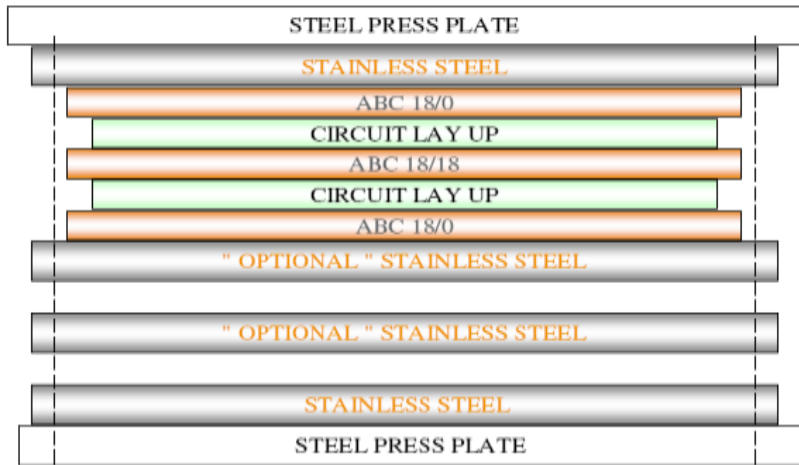 STEEL PRESS PLATE
STAINLESS STEEL
ABC 18/0
CIRCUIT LAY UP
ABC 18/18
CIRCUIT LAY UP
ABC 18/0
" OPTIONAL " STAINLESS STEEL
" OPTIONAL " STAINLESS STEEL
STAINLESS STEEL
STEEL PRESS PLATE